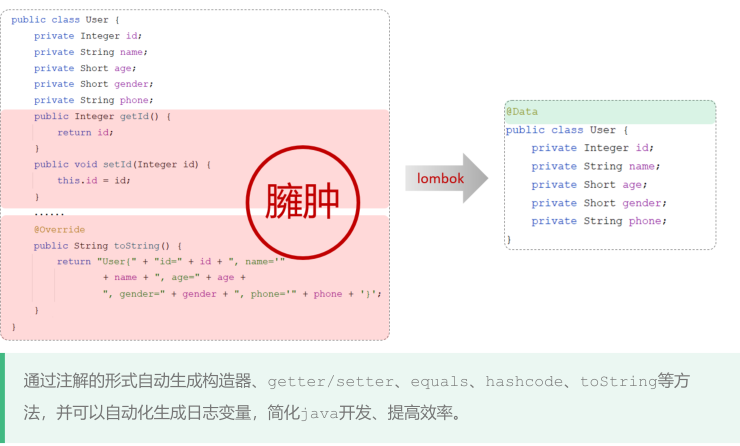 public class User {
    private Integer id;
    private String name;
    private Short age;
    private Short gender;
    private String phone;
    public Integer getId() {
        return id;
    }
    public void setId(Integer id) {
        this.id = id;
    }
    ......
    @Override
    public String toString() {
        return "User{" + "id=" + id + ", name='"
                + name + ", age=" + age +
                ", gender=" + gender + ", phone='" + phone + '}';
    }
}
臃肿
lombok
@Data
public class User {
    private Integer id;
    private String name;
    private Short age;
    private Short gender;
    private String phone;
}
通过注解的形式自动生成构造器、getter/setter、equals、hashcode、toString等方
法，并可以自动化生成日志变量，简化java开发、提高效率。